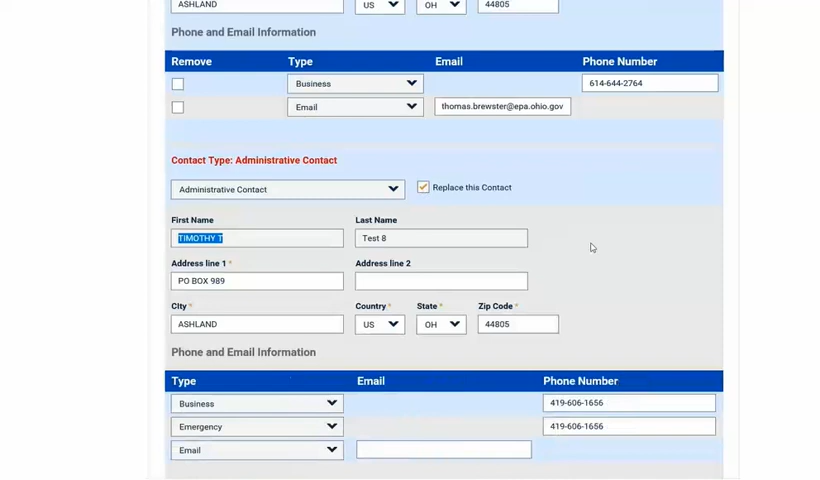 ASHLAND US OH 44805
Phone and Email Information
Remove Type Email Phone Number
Business 614-644-2764
Email thomas.brewster@epa.ohio.gov
Contact Type: Administrative Contact
Administrative Contact Replace this Contact
First Name Last Name
TIMOTHY T Test 8
Address line 1 * Address line 2
PO BOX 989
City * Country * State * Zip Code *
ASHLAND US OH 44805
Phone and Email Information
Type Email Phone Number
Business 419-606-1656
Emergency 419-606-1656
Email